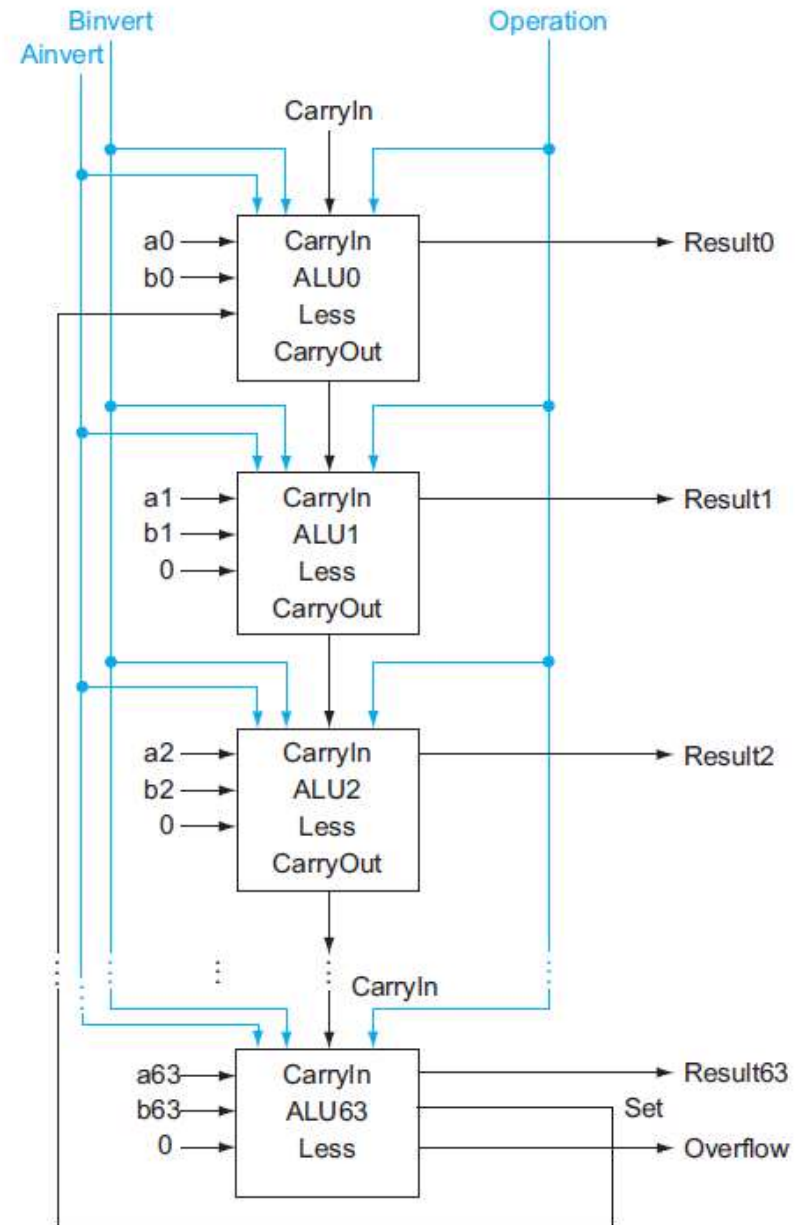 Binvert
Operation
Ainvert
CarryIn
a0
CarryIn
Result0
b0
ALU0
Less
CarryOut
a1
CarryIn
Result1
b1
ALU1
0
Less
CarryOut
a2
CarryIn
Result2
b2
ALU2
0
Less
CarryOut
CarryIn
a63
CarryIn
Result63
b63
ALU63
Set
0
Less
Overflow